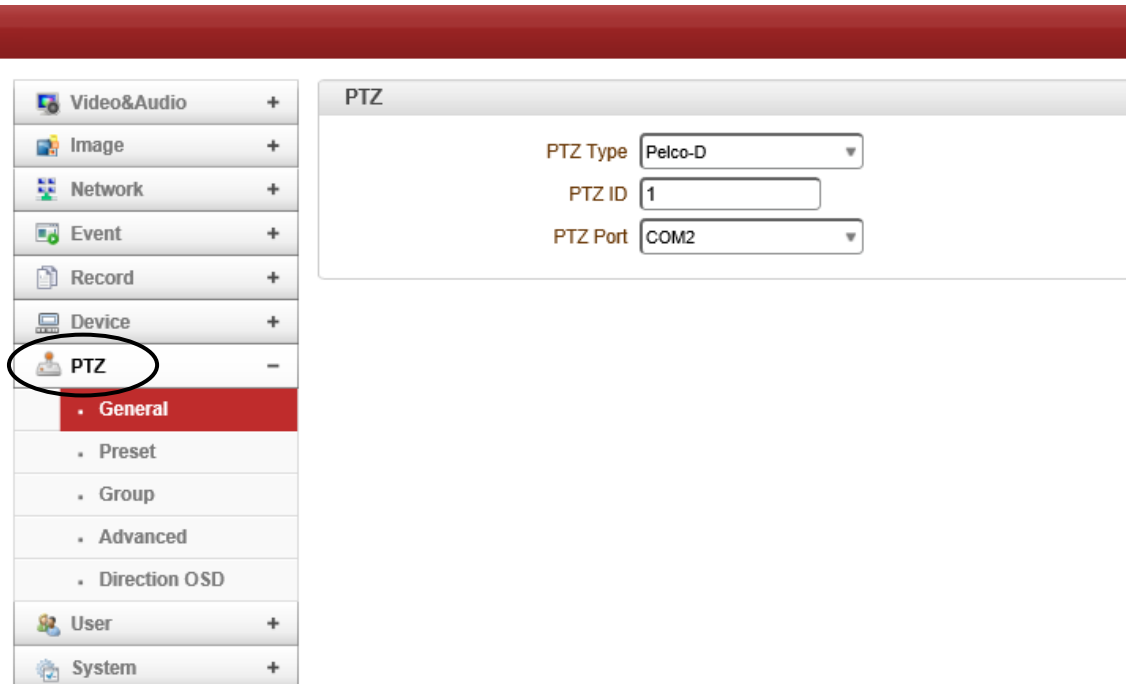 Video&Audio +
Image +
Network +
Event +
Record +
Device +
PTZ −
General
Preset
Group
Advanced
Direction OSD
User +
System +
PTZ
PTZ Type Pelco-D
PTZ ID 1
PTZ Port COM2